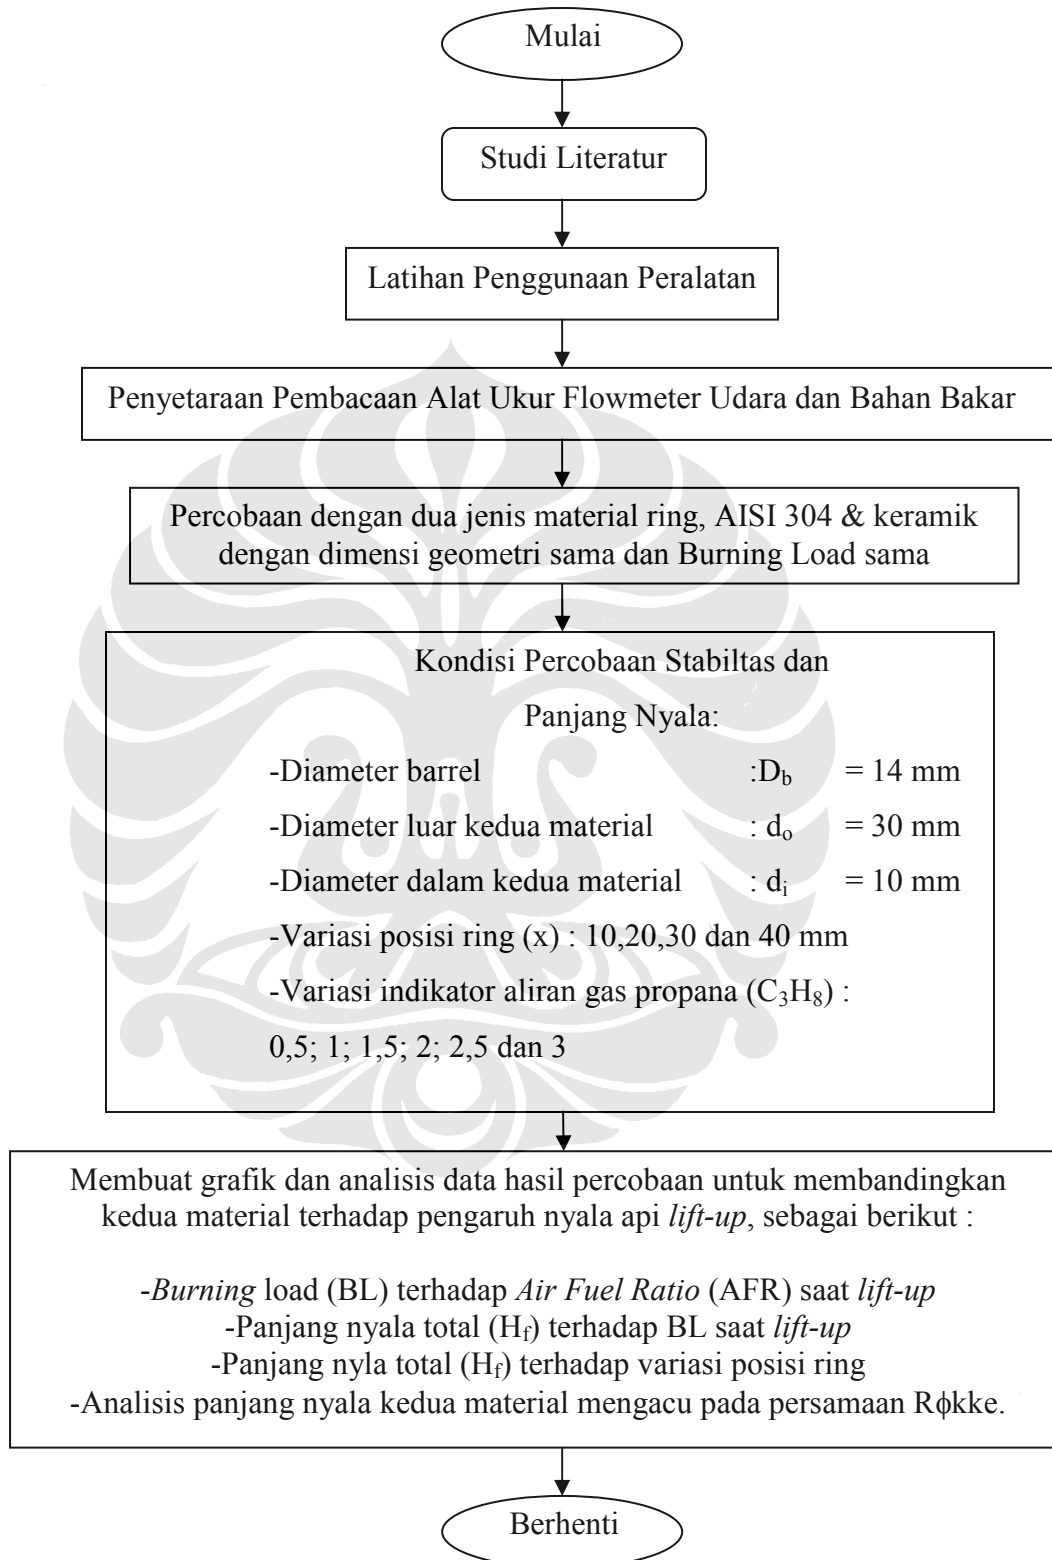 Mulai
Studi Literatur
Latihan Penggunaan Peralatan
Penyetaraan Pembacaan Alat Ukur Flowmeter Udara dan Bahan Bakar
Percobaan dengan dua jenis material ring, AISI 304 & keramik
dengan dimensi geometri sama dan Burning Load sama
Kondisi Percobaan Stabiltas dan
Panjang Nyala:
-Diameter barrel :D_b = 14 mm
-Diameter luar kedua material : d_o = 30 mm
-Diameter dalam kedua material : d_i = 10 mm
-Variasi posisi ring (x) : 10,20,30 dan 40 mm
-Variasi indikator aliran gas propana (C₃H₈) :
0,5; 1; 1,5; 2; 2,5 dan 3
Membuat grafik dan analisis data hasil percobaan untuk membandingkan
kedua material terhadap pengaruh nyala api lift-up, sebagai berikut :
-Burning load (BL) terhadap Air Fuel Ratio (AFR) saat lift-up
-Panjang nyala total (H_f) terhadap BL saat lift-up
-Panjang nyla total (H_f) terhadap variasi posisi ring
-Analisis panjang nyala kedua material mengacu pada persamaan Rϕkke.
Berhenti